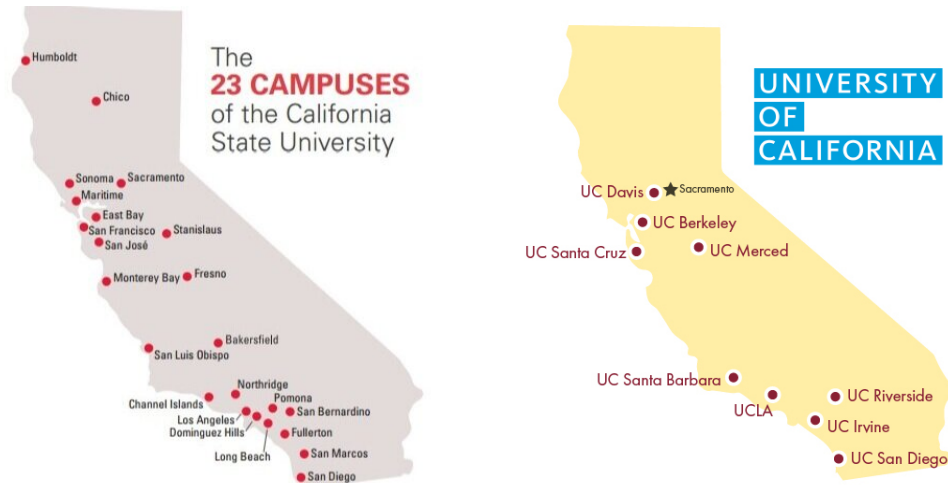 The
23 CAMPUSES
of the California
State University
Humboldt
Chico
Sonoma
Sacramento
Maritime
East Bay
San Francisco
Stanislaus
San José
Monterey Bay
Fresno
Bakersfield
San Luis Obispo
Northridge
Channel Islands
Pomona
Los Angeles
San Bernardino
Dominguez Hills
Fullerton
Long Beach
San Marcos
San Diego
UNIVERSITY
OF
CALIFORNIA
UC Davis
Sacramento
UC Berkeley
UC Santa Cruz
UC Merced
UC Santa Barbara
UCLA
UC Riverside
UC Irvine
UC San Diego